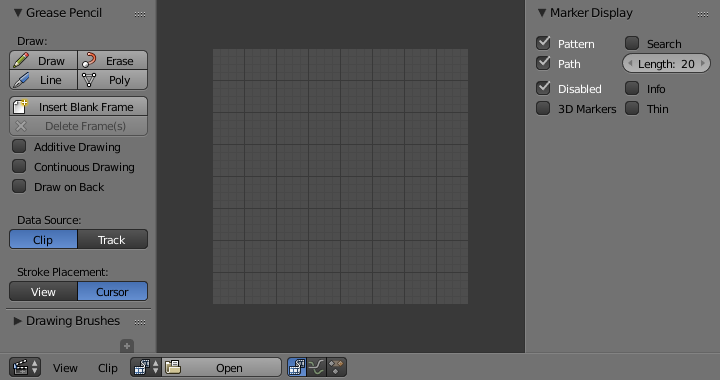 Grease Pencil
Draw:
Draw Erase
Line Poly
Insert Blank Frame
Delete Frame(s)
Additive Drawing
Continuous Drawing
Draw on Back
Data Source:
Clip Track
Stroke Placement:
View Cursor
Drawing Brushes
Marker Display
Pattern Search
Path Length: 20
Disabled Info
3D Markers Thin
View Clip Open